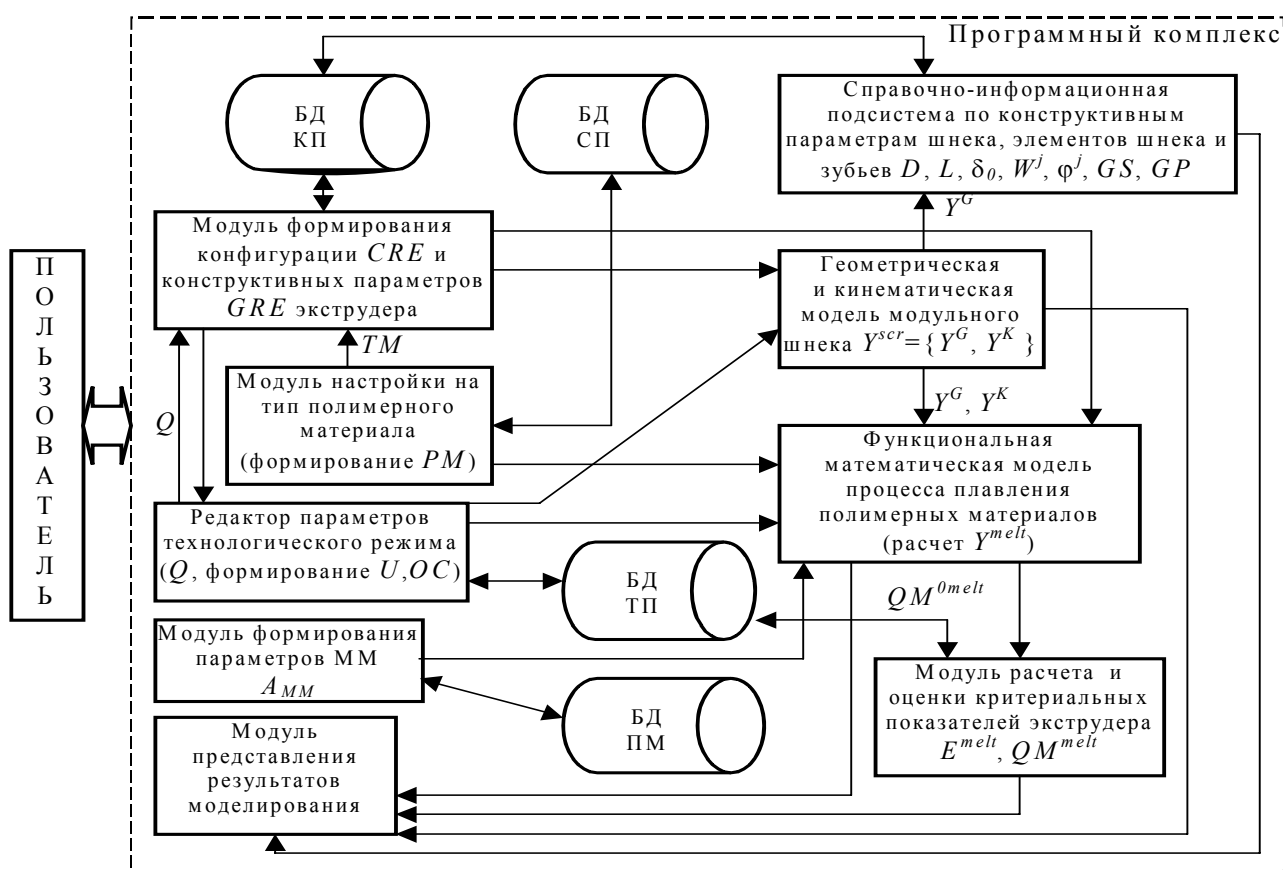 Программный комплекс
БД
КП
БД
СП
Справочно-информационная
подсистема по конструктивным
параметрам шнека, элементов шнека и
зубьев D, L, δ₀, Wʲ, φʲ, GS, GP
Y^G
Модуль формирования
конфигурации CRE и
конструктивных параметров
GRE экструдера
Геометрическая
и кинематическая
модель модульного
шнека Y^scr={Y^G, Y^K }
ПОЛЬЗОВАТЕЛЬ
TM
Q
Модуль настройки на
тип полимерного
материала
(формирование PM)
Y^G, Y^K
Функциональная
математическая модель
процесса плавления
полимерных материалов
(расчет Y^melt)
Редактор параметров
технологического режима
(Q, формирование U,OC)
БД
ТП
QM^0melt
Модуль формирования
параметров ММ
A_MM
БД
ПМ
Модуль расчета и
оценки критериальных
показателей экструдера
E^melt, QM^melt
Модуль
представления
результатов
моделирования